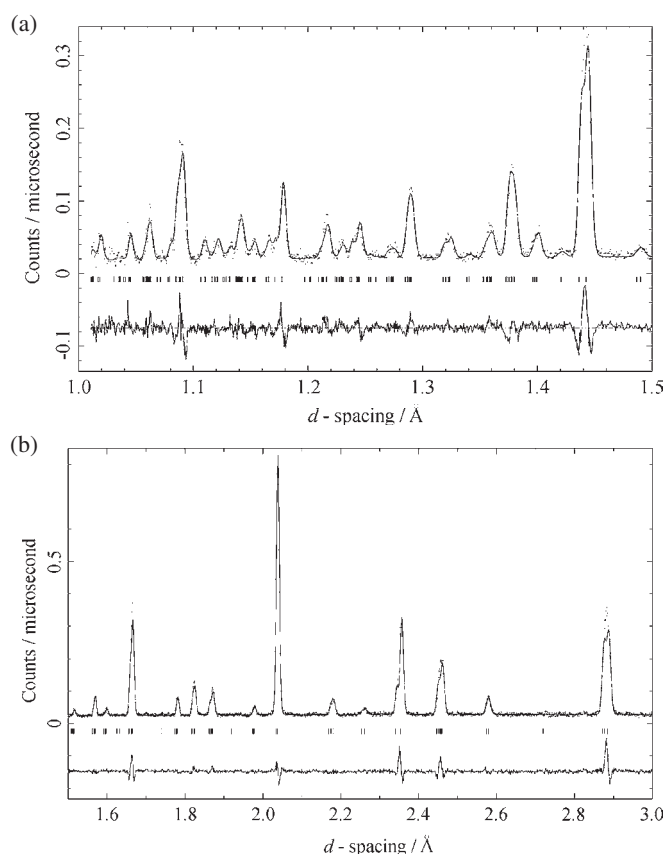 (a)
0.3
0.2
0.1
0
-0.1
Counts / microsecond
1.0 1.1 1.2 1.3 1.4 1.5
d - spacing / Å
(b)
0.5
0
Counts / microsecond
1.6 1.8 2.0 2.2 2.4 2.6 2.8 3.0
d - spacing / Å